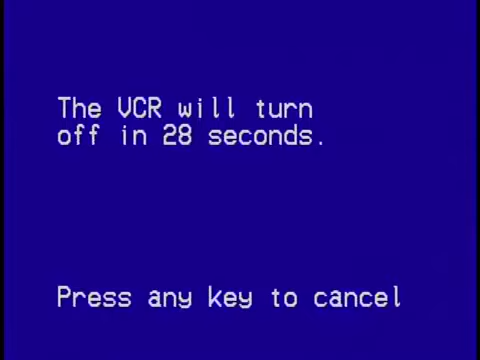 The VCR will turn
off in 28 seconds.
Press any key to cancel